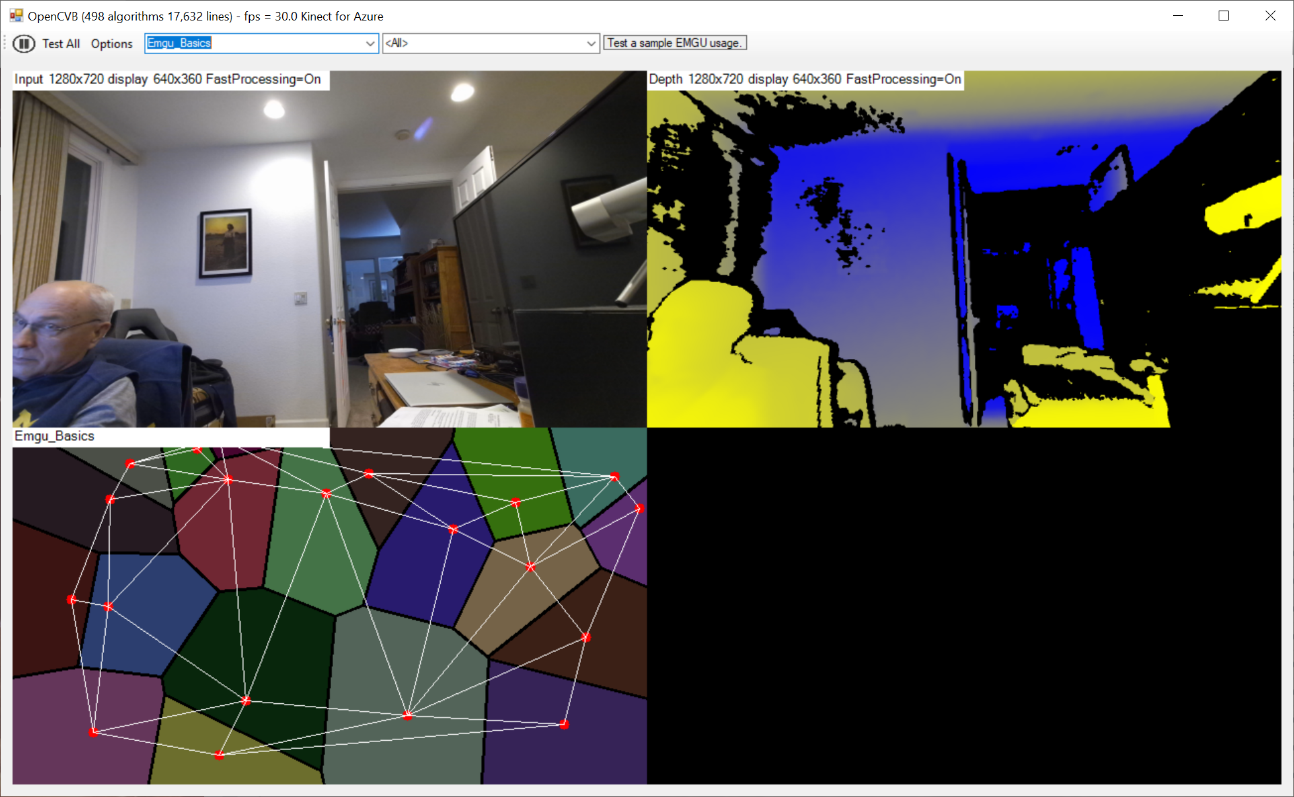 OpenCVB (498 algorithms 17,632 lines) - fps = 30.0 Kinect for Azure
Test All Options Emgu_Basics <All> Test a sample EMGU usage.
Input 1280x720 display 640x360 FastProcessing=On
Depth 1280x720 display 640x360 FastProcessing=On
Emgu_Basics